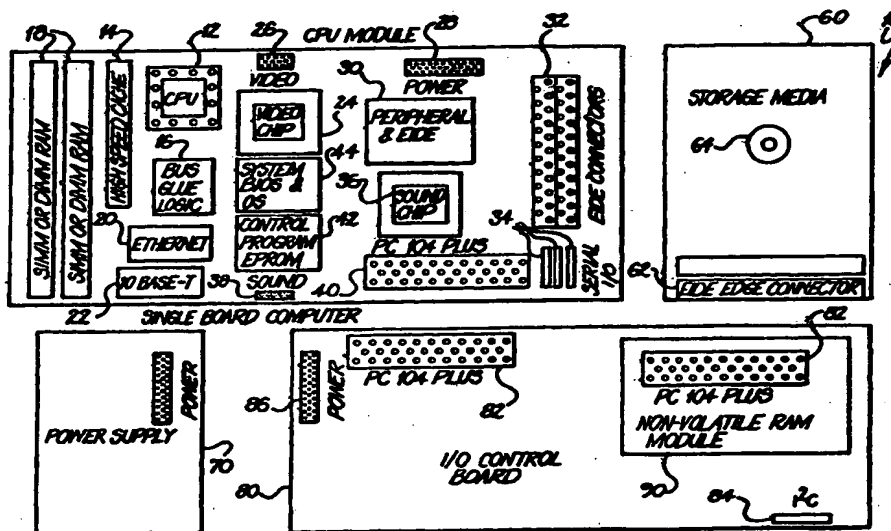 18
14
12
26
CPU MODULE
28
32
60
VIDEO
POWER
30
SIMM OR DIMM RAM
SIMM OR DIMM RAM
HIGH SPEED CACHE
CPU
VIDEO
CHIP
24
PERIPHERAL
& EIDE
EIDE CONNECTORS
STORAGE MEDIA
64
16
BUS
GLUE
LOGIC
SYSTEM
BIOS &
OS
44
36
SOUND
CHIP
20
ETHERNET
CONTROL
PROGRAM
EPROM
42
34
PC 104 PLUS
22
10 BASE-T
38
SOUND
40
SERIAL
I/O
62
EIDE EDGE CONNECTOR
SINGLE BOARD COMPUTER
82
POWER
POWER SUPPLY
70
86
POWER
PC 104 PLUS
82
PC 104 PLUS
NON-VOLATILE RAM
MODULE
80
I/O CONTROL
BOARD
90
84
I²C